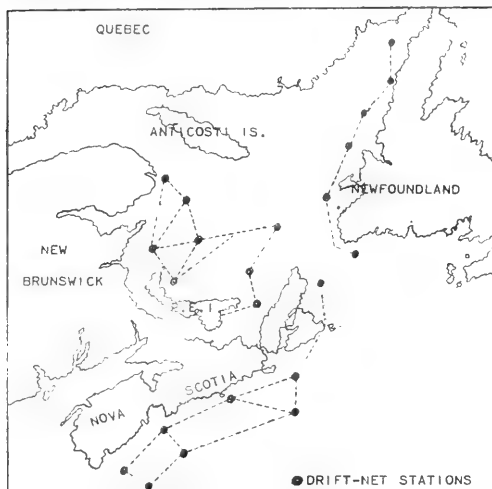 QUEBEC
ANTICOSTI IS.
NEWFOUNDLAND
NEW
BRUNSWICK
P.E.I.
SCOTIA
NOVA
DRIFT-NET STATIONS